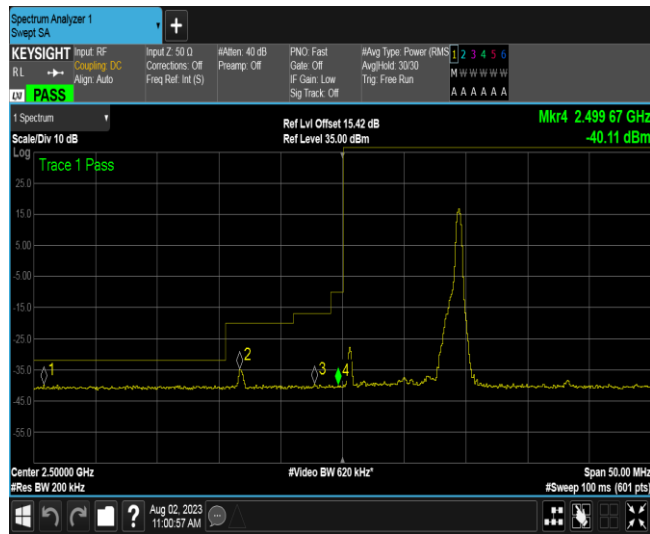 Spectrum Analyzer 1
Swept SA
KEYSIGHT
RL
LXI PASS
Input: RF
Coupling: DC
Align: Auto
Input Z: 50 Ω
Corrections: Off
Freq Ref: Int (S)
#Atten: 40 dB
Preamp: Off
PNO: Fast
Gate: Off
IF Gain: Low
Sig Track: Off
#Avg Type: Power (RMS
Avg|Hold: 30/30
Trig: Free Run
1 2 3 4 5 6
M W W W W W
A A A A A A
1 Spectrum
Scale/Div 10 dB
Ref Lvl Offset 15.42 dB
Ref Level 35.00 dBm
Mkr4 2.499 67 GHz
-40.11 dBm
Log
Trace 1 Pass
25.0
15.0
5.00
-5.00
-15.0
-25.0
-35.0
-45.0
-55.0
1
2
3
4
Center 2.50000 GHz
#Res BW 200 kHz
#Video BW 620 kHz*
Span 50.00 MHz
#Sweep 100 ms (601 pts)
?
Aug 02, 2023
11:00:57 AM